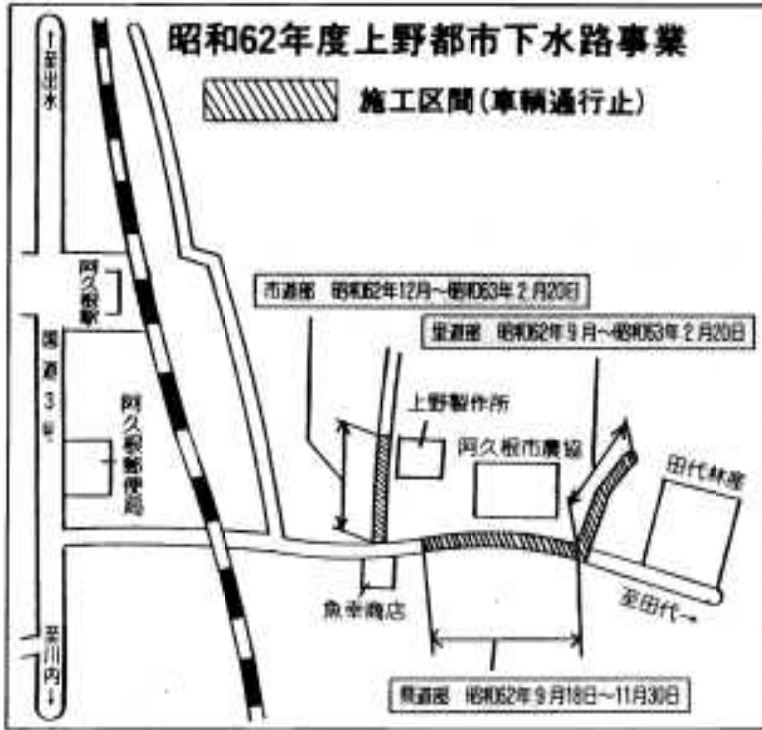 昭和62年度上野都市下水路事業
施工区間(車輌通行止)
↑至出水
阿久根駅
市道部 昭和62年12月～昭和63年2月20日
里道部 昭和62年9月～昭和63年2月20日
国道3号
阿久根郵便局
上野製作所
阿久根市農協
田代林産
魚幸商店
至田代→
至川内↓
県道部 昭和62年9月18日～11月30日